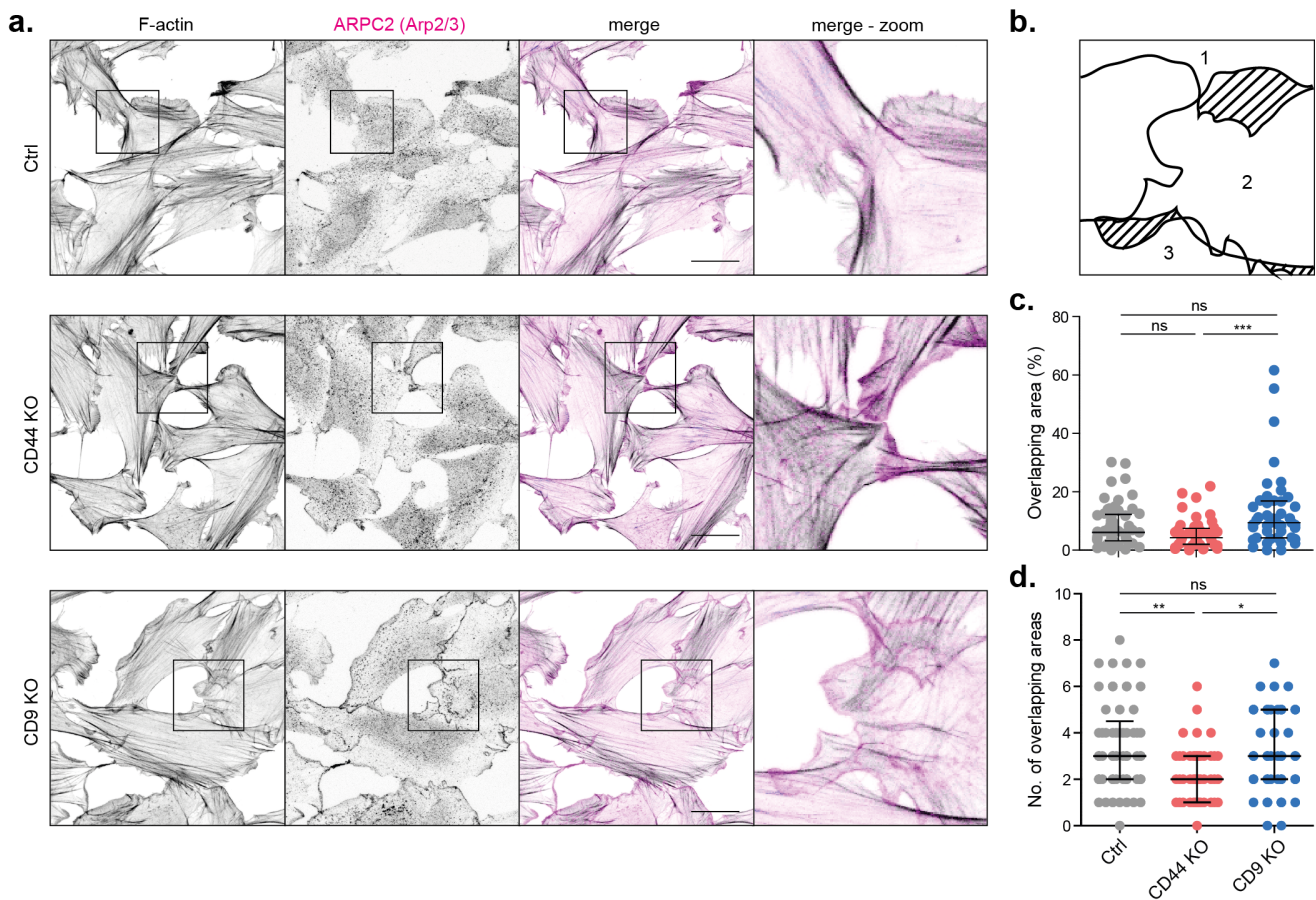 a.
F-actin
ARPC2 (Arp2/3)
merge
merge - zoom
Ctrl
CD44 KO
CD9 KO
b.
1
2
3
c.
Overlapping area (%)
80
60
40
20
0
ns
ns
***
d.
No. of overlapping areas
10
8
6
4
2
0
ns
**
*
Ctrl
CD44 KO
CD9 KO